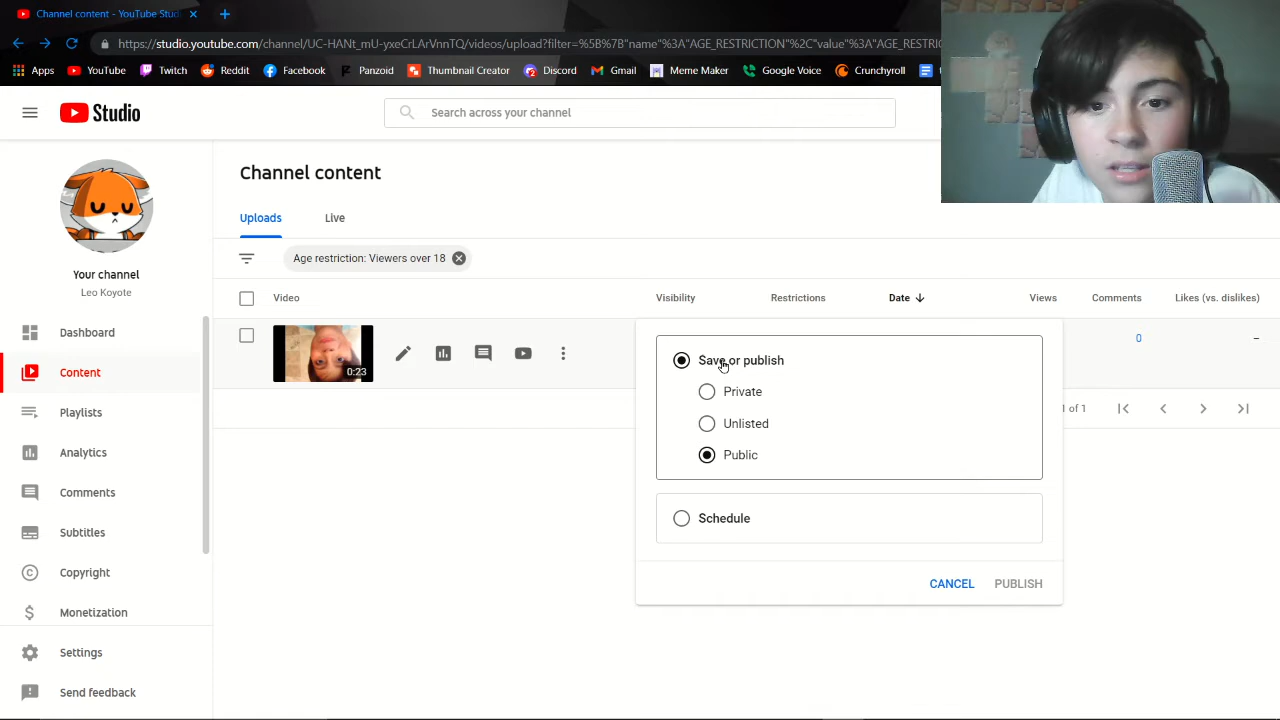 Channel content - YouTube Stud
https://studio.youtube.com/channel/UC-HANt_mU-yxeCrLArVnnTQ/videos/upload?filter=%5B%7B"name"%3A"AGE_RESTRICTION"%2C"value"%3A"AGE_RESTRIC
Apps YouTube Twitch Reddit Facebook Panzoid Thumbnail Creator Discord Gmail Meme Maker Google Voice Crunchyroll
Studio
Search across your channel
Channel content
Uploads Live
Age restriction: Viewers over 18
Your channel
Leo Koyote
Video Visibility Restrictions Date Views Comments Likes (vs. dislikes)
0:23
0 –
1 of 1
Save or publish
Private
Unlisted
Public
Schedule
CANCEL PUBLISH
Dashboard
Content
Playlists
Analytics
Comments
Subtitles
Copyright
Monetization
Settings
Send feedback